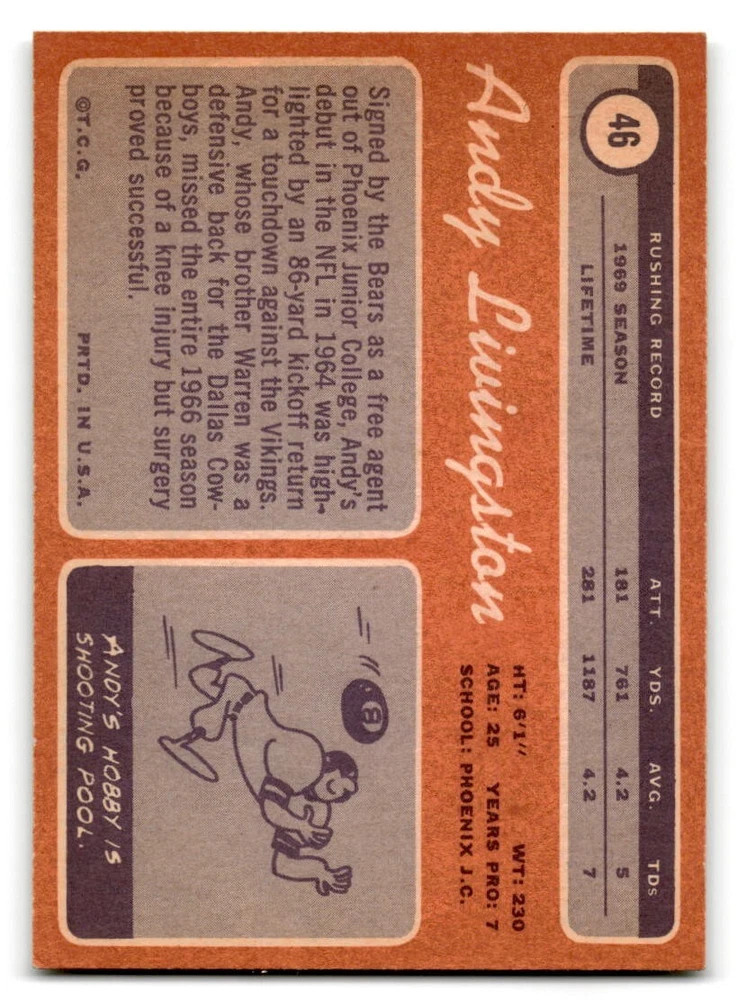 46
RUSHING RECORD ATT. YDS. AVG. TDs
1969 SEASON 181 761 4.2 5
LIFETIME 281 1187 4.2 7
Andy Livingston
HT: 6'1" WT: 230
AGE: 25 YEARS PRO: 7
SCHOOL: PHOENIX J.C.
Signed by the Bears as a free agent
out of Phoenix Junior College, Andy's
debut in the NFL in 1964 was high-
lighted by an 86-yard kickoff return
for a touchdown against the Vikings.
Andy, whose brother Warren was a
defensive back for the Dallas Cow-
boys, missed the entire 1966 season
because of a knee injury but surgery
proved successful.
©T.C.G. PRTD. IN U.S.A.
8
ANDY'S HOBBY IS
SHOOTING POOL.